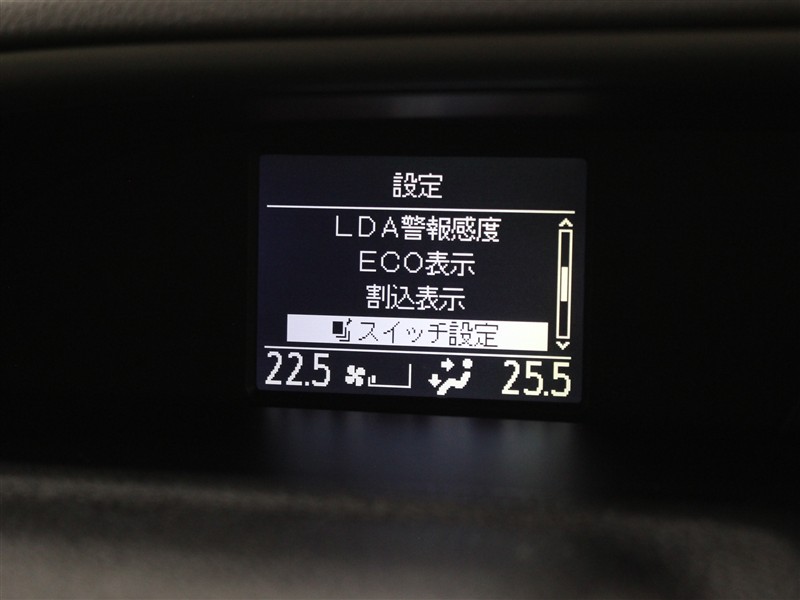 設定
LDA警報感度
ECO表示
割込表示
スイッチ設定
22.5 25.5